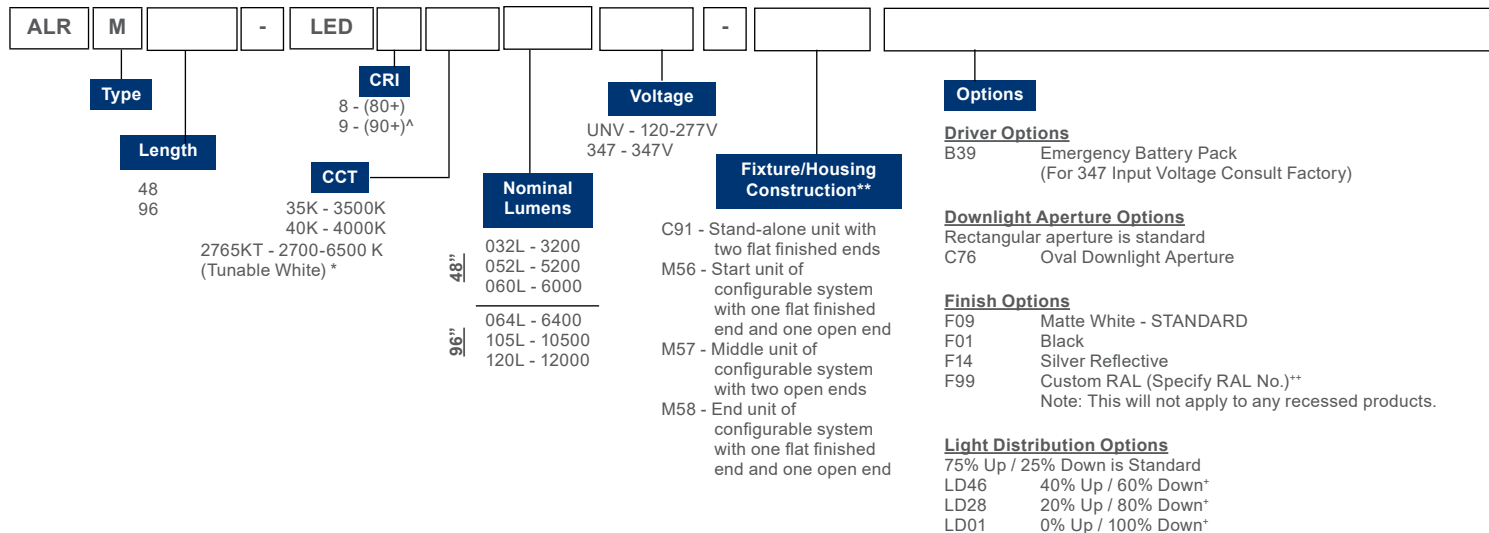 ALR M - LED -
Type
Length
48
96
CRI
8 - (80+)
9 - (90+)^
CCT
35K - 3500K
40K - 4000K
2765KT - 2700-6500 K
(Tunable White) *
Nominal
Lumens
48”
032L - 3200
052L - 5200
060L - 6000
96”
064L - 6400
105L - 10500
120L - 12000
Voltage
UNV - 120-277V
347 - 347V
Fixture/Housing
Construction**
C91 - Stand-alone unit with
two flat finished ends
M56 - Start unit of
configurable system
with one flat finished
end and one open end
M57 - Middle unit of
configurable system
with two open ends
M58 - End unit of
configurable system
with one flat finished
end and one open end
Options
Driver Options
B39 Emergency Battery Pack
(For 347 Input Voltage Consult Factory)
Downlight Aperture Options
Rectangular aperture is standard
C76 Oval Downlight Aperture
Finish Options
F09 Matte White - STANDARD
F01 Black
F14 Silver Reflective
F99 Custom RAL (Specify RAL No.)++
Note: This will not apply to any recessed products.
Light Distribution Options
75% Up / 25% Down is Standard
LD46 40% Up / 60% Down+
LD28 20% Up / 80% Down+
LD01 0% Up / 100% Down+